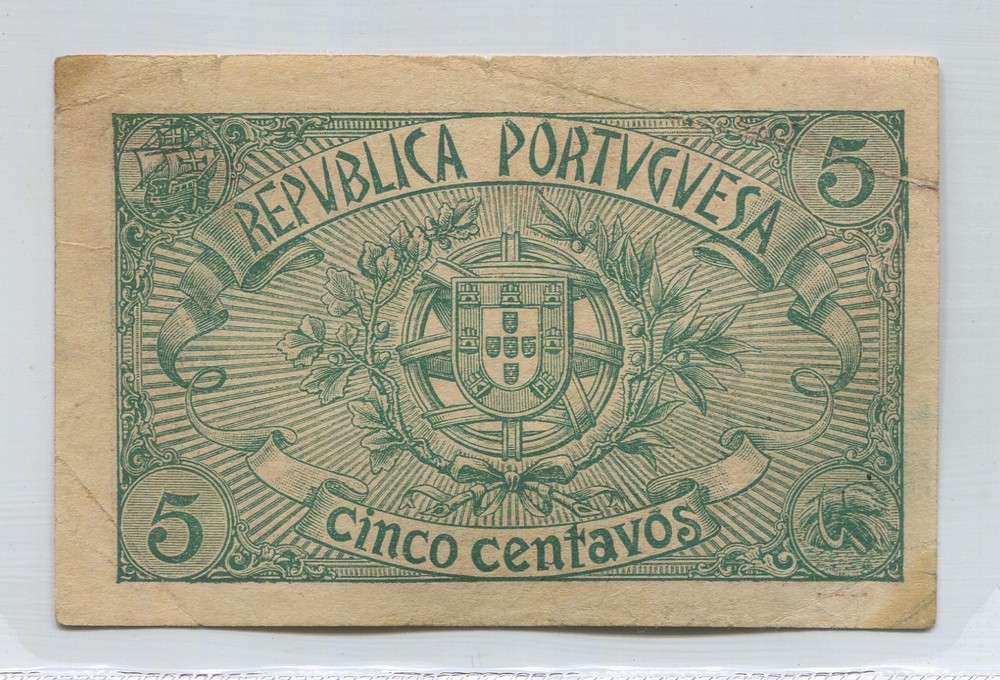 REPVBLICA PORTVGVESA
5
5
cinco centavos